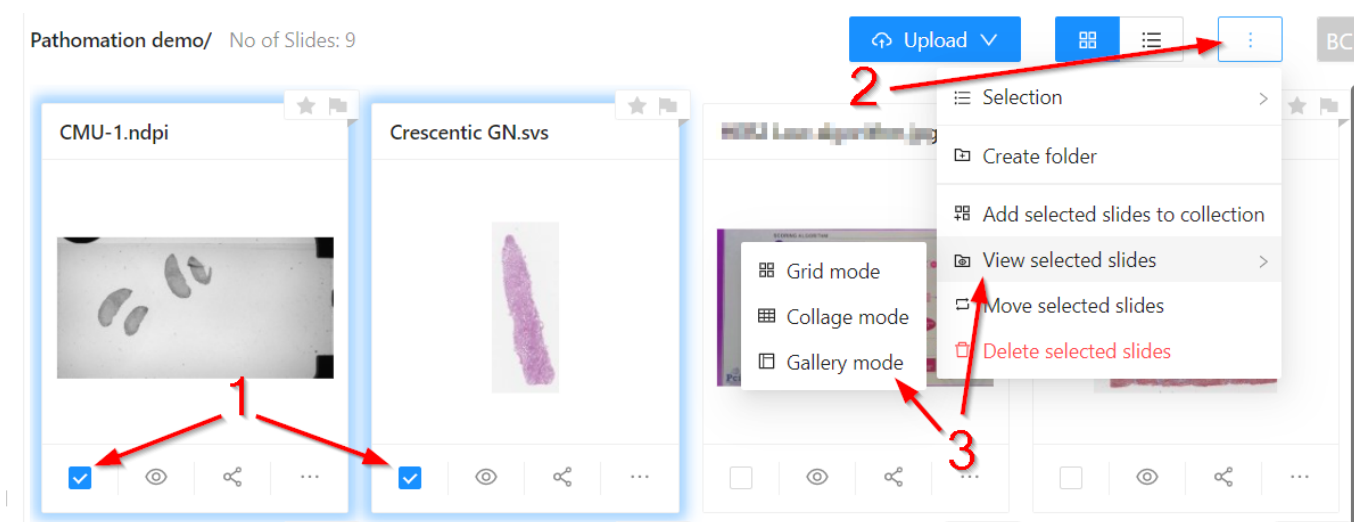 Pathomation demo/ No of Slides: 9
Upload
BC
2
Selection
CMU-1.ndpi
Crescentic GN.svs
Create folder
Add selected slides to collection
View selected slides
Grid mode
Move selected slides
Collage mode
Delete selected slides
Gallery mode
1
3